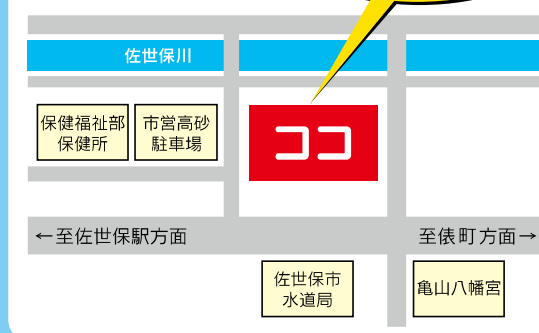 佐世保川
保健福祉部
保健所
市営高砂
駐車場
ココ
←至佐世保駅方面
至俵町方面→
佐世保市
水道局
亀山八幡宮